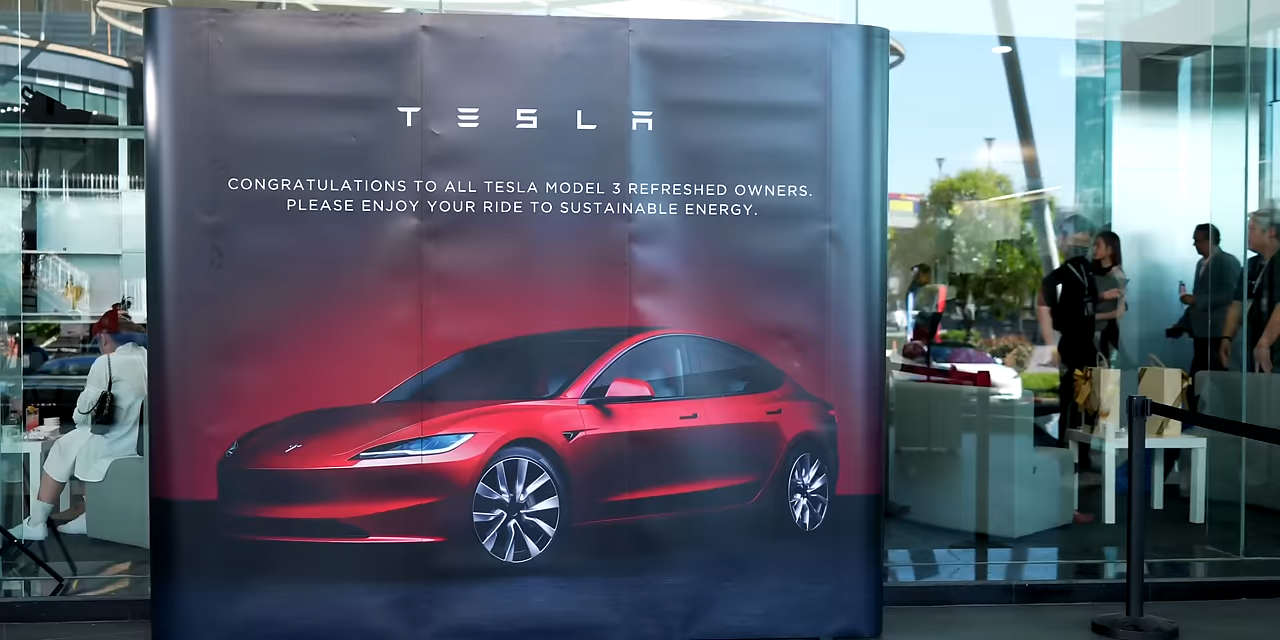 TESLA
CONGRATULATIONS TO ALL TESLA MODEL 3 REFRESHED OWNERS.
PLEASE ENJOY YOUR RIDE TO SUSTAINABLE ENERGY.